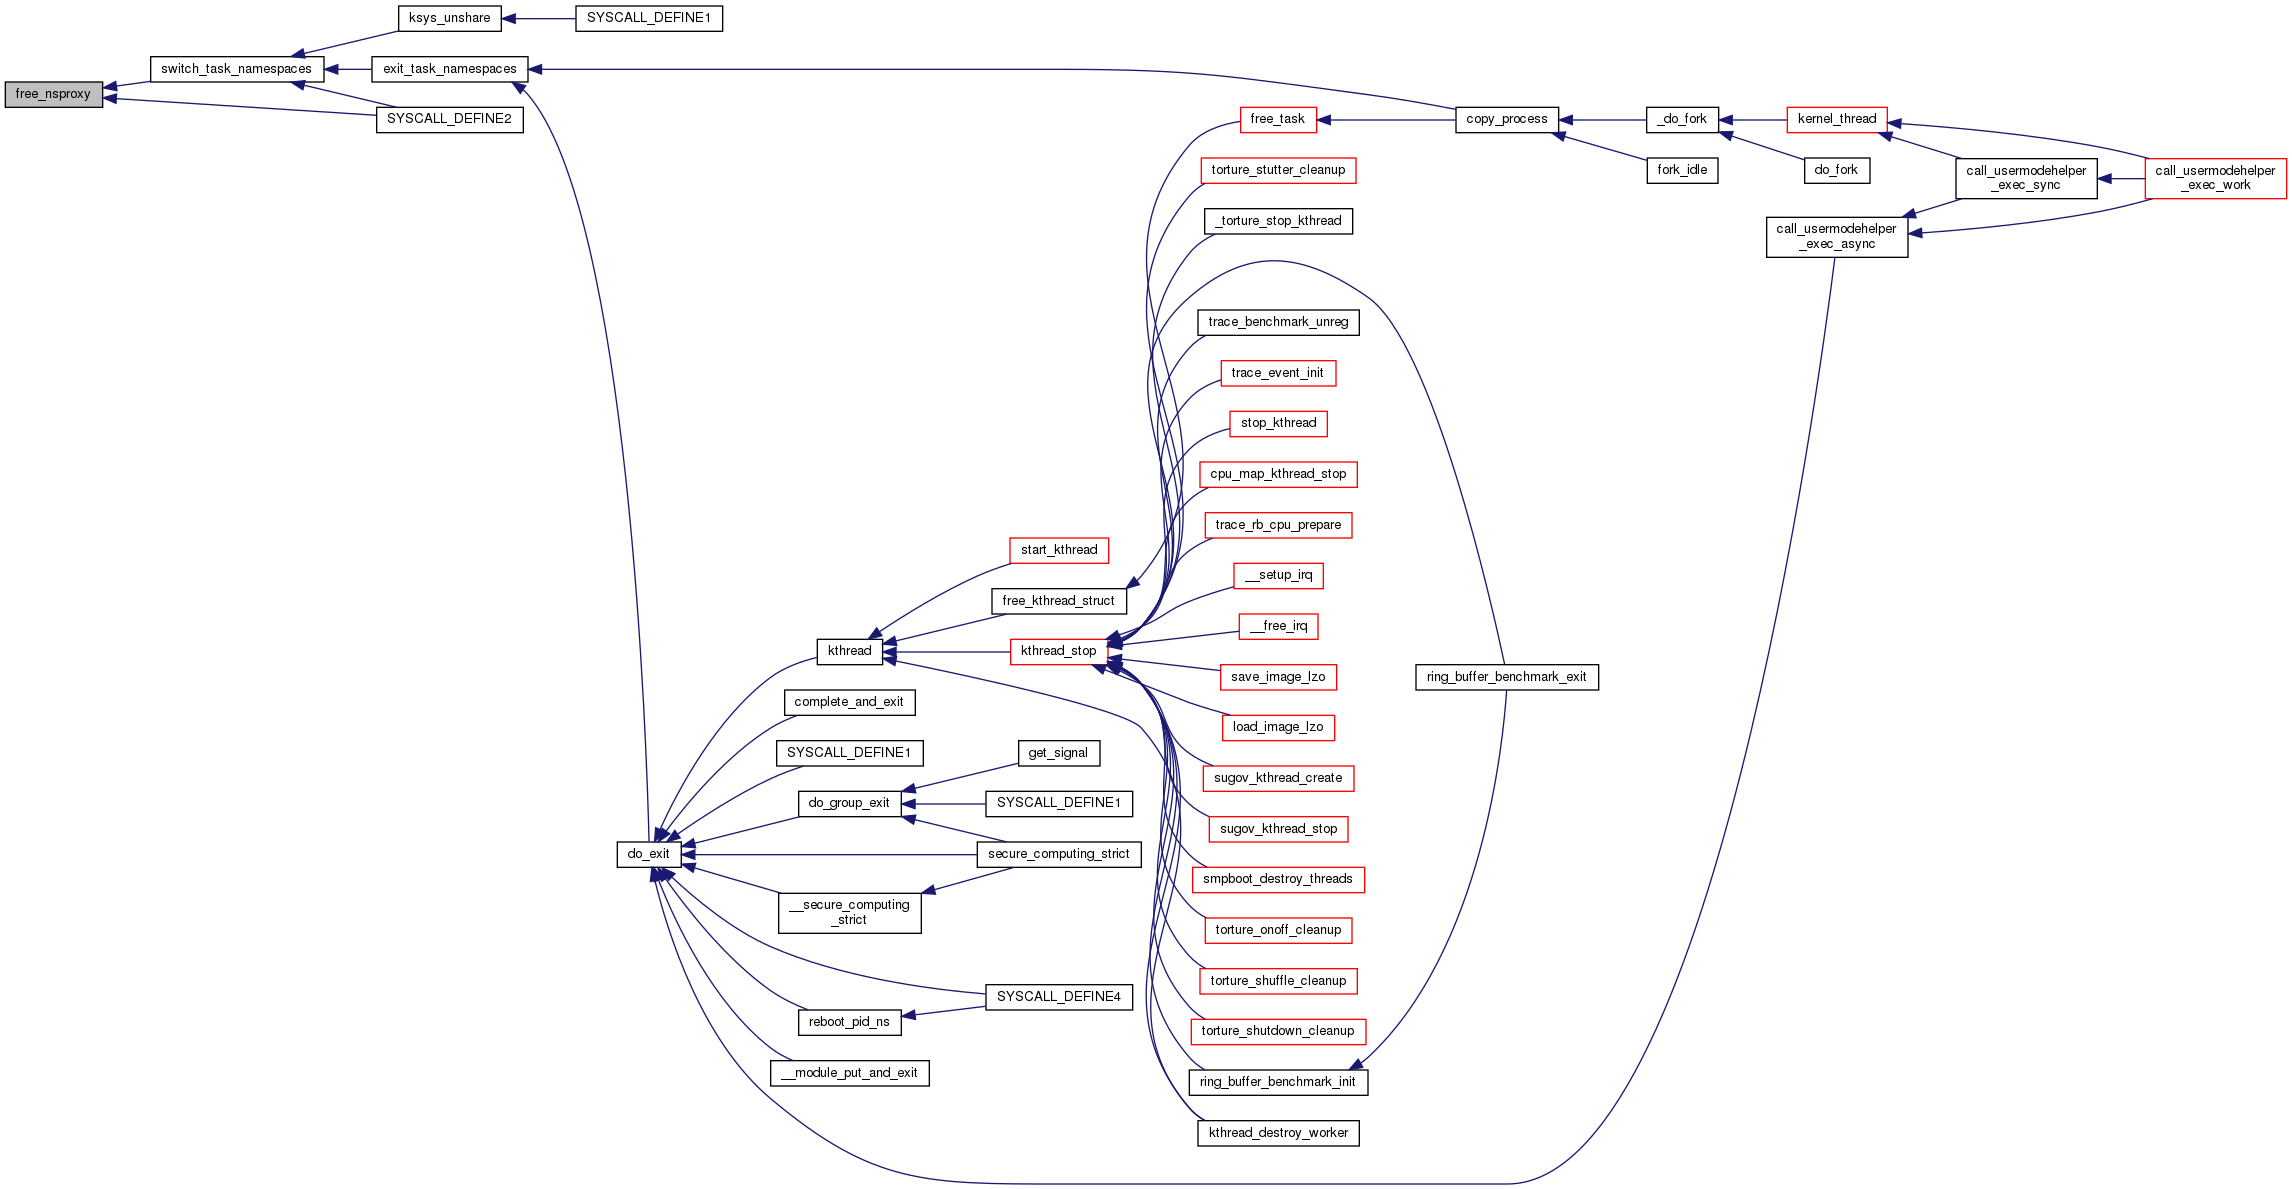 ksys_unshare
SYSCALL_DEFINE1
switch_task_namespaces
exit_task_namespaces
free_nsproxy
SYSCALL_DEFINE2
free_task
copy_process
_do_fork
kernel_thread
torture_stutter_cleanup
fork_idle
do_fork
call_usermodehelper
_exec_sync
call_usermodehelper
_exec_work
_torture_stop_kthread
call_usermodehelper
_exec_async
trace_benchmark_unreg
trace_event_init
stop_kthread
cpu_map_kthread_stop
trace_rb_cpu_prepare
start_kthread
__setup_irq
free_kthread_struct
__free_irq
kthread
kthread_stop
save_image_lzo
ring_buffer_benchmark_exit
complete_and_exit
load_image_lzo
SYSCALL_DEFINE1
get_signal
sugov_kthread_create
do_group_exit
SYSCALL_DEFINE1
sugov_kthread_stop
do_exit
secure_computing_strict
smpboot_destroy_threads
__secure_computing
_strict
torture_onoff_cleanup
torture_shuffle_cleanup
SYSCALL_DEFINE4
reboot_pid_ns
torture_shutdown_cleanup
__module_put_and_exit
ring_buffer_benchmark_init
kthread_destroy_worker